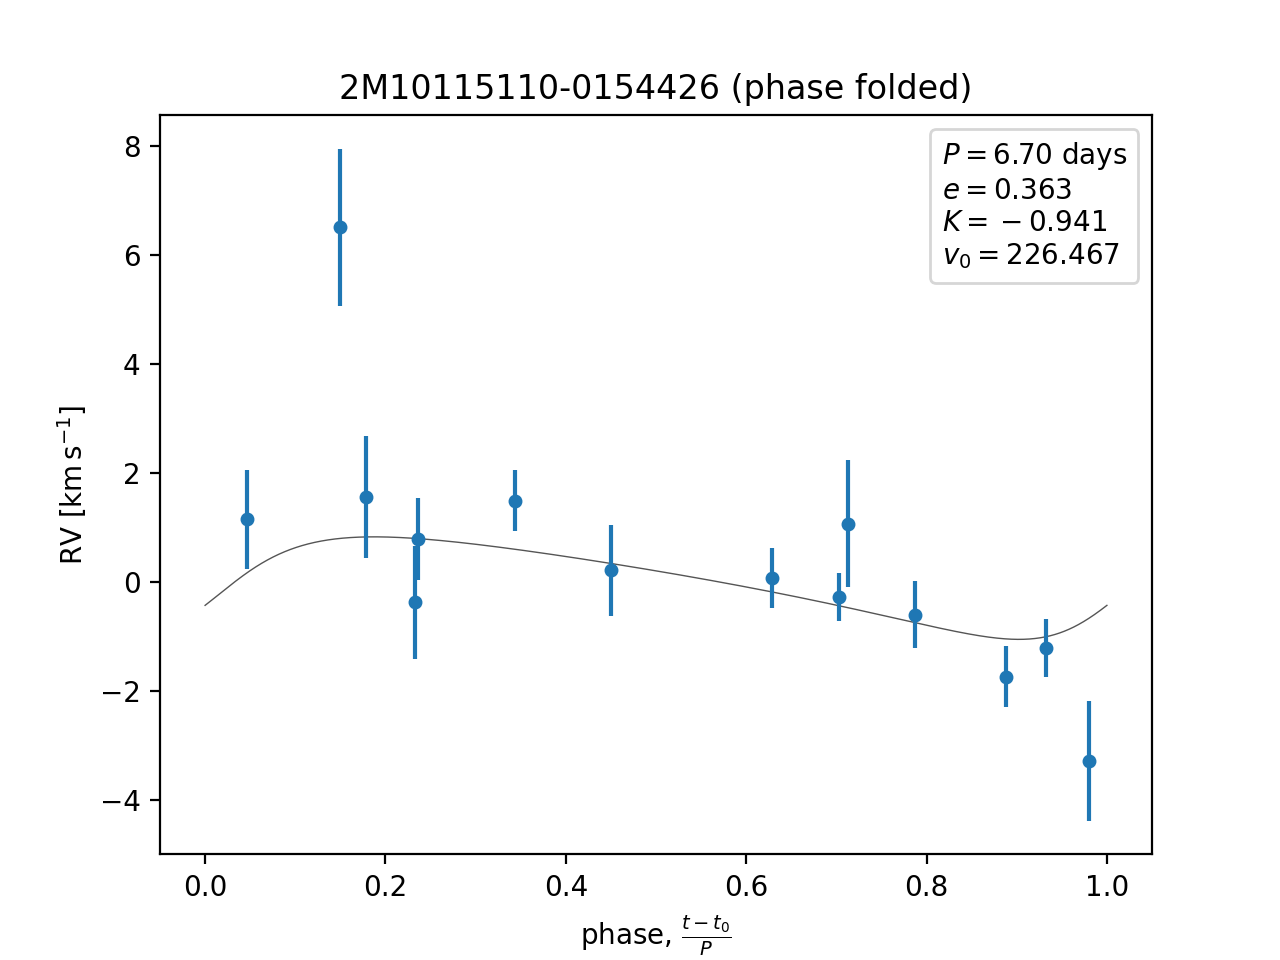 2M10115110-0154426 (phase folded)
P = 6.70 days
e = 0.363
K = −0.941
v₀ = 226.467
RV [km s⁻¹]
8
6
4
2
0
−2
−4
0.0 0.2 0.4 0.6 0.8 1.0
phase, (t − t₀)/P